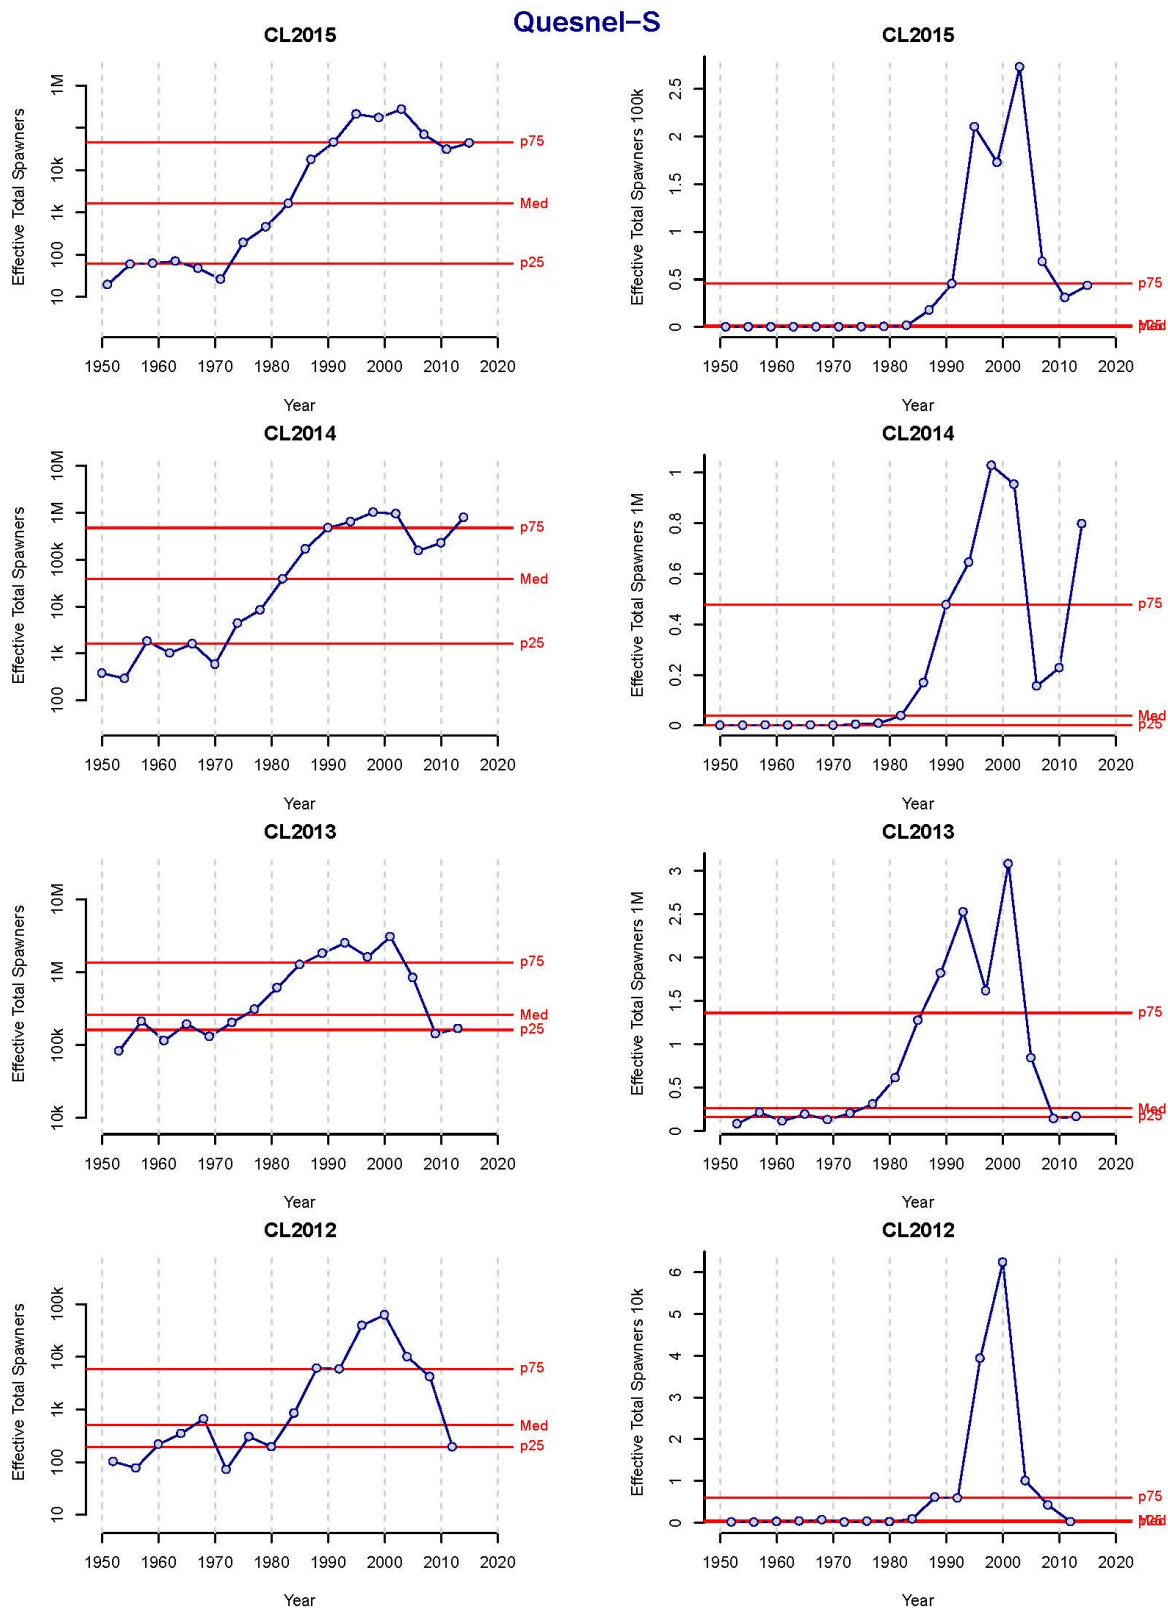 Quesnel−S
CL2015
Effective Total Spawners
10
100
1k
10k
1M
p75
Med
p25
1950 1960 1970 1980 1990 2000 2010 2020
Year
CL2015
Effective Total Spawners 100k
0
0.5
1
1.5
2
2.5
p75
Med
1950 1960 1970 1980 1990 2000 2010 2020
Year
CL2014
Effective Total Spawners
100
1k
10k
100k
1M
10M
p75
Med
p25
1950 1960 1970 1980 1990 2000 2010 2020
Year
CL2014
Effective Total Spawners 1M
0
0.2
0.4
0.6
0.8
1
p75
Med
p25
1950 1960 1970 1980 1990 2000 2010 2020
Year
CL2013
Effective Total Spawners
10k
100k
1M
10M
p75
Med
p25
1950 1960 1970 1980 1990 2000 2010 2020
Year
CL2013
Effective Total Spawners 1M
0
0.5
1
1.5
2
2.5
3
p75
Med
p25
1950 1960 1970 1980 1990 2000 2010 2020
Year
CL2012
Effective Total Spawners
10
100
1k
10k
100k
p75
Med
p25
1950 1960 1970 1980 1990 2000 2010 2020
Year
CL2012
Effective Total Spawners 10k
0
1
2
3
4
5
6
p75
Med
1950 1960 1970 1980 1990 2000 2010 2020
Year